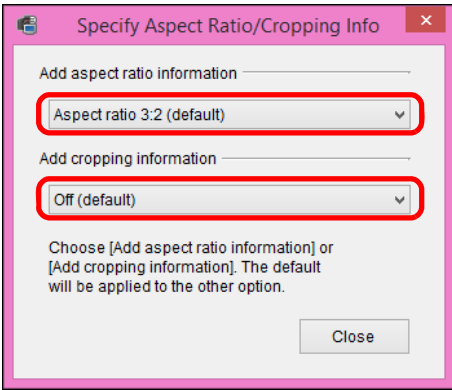 Specify Aspect Ratio/Cropping Info
Add aspect ratio information
Aspect ratio 3:2 (default)
Add cropping information
Off (default)
Choose [Add aspect ratio information] or
[Add cropping information]. The default
will be applied to the other option.
Close